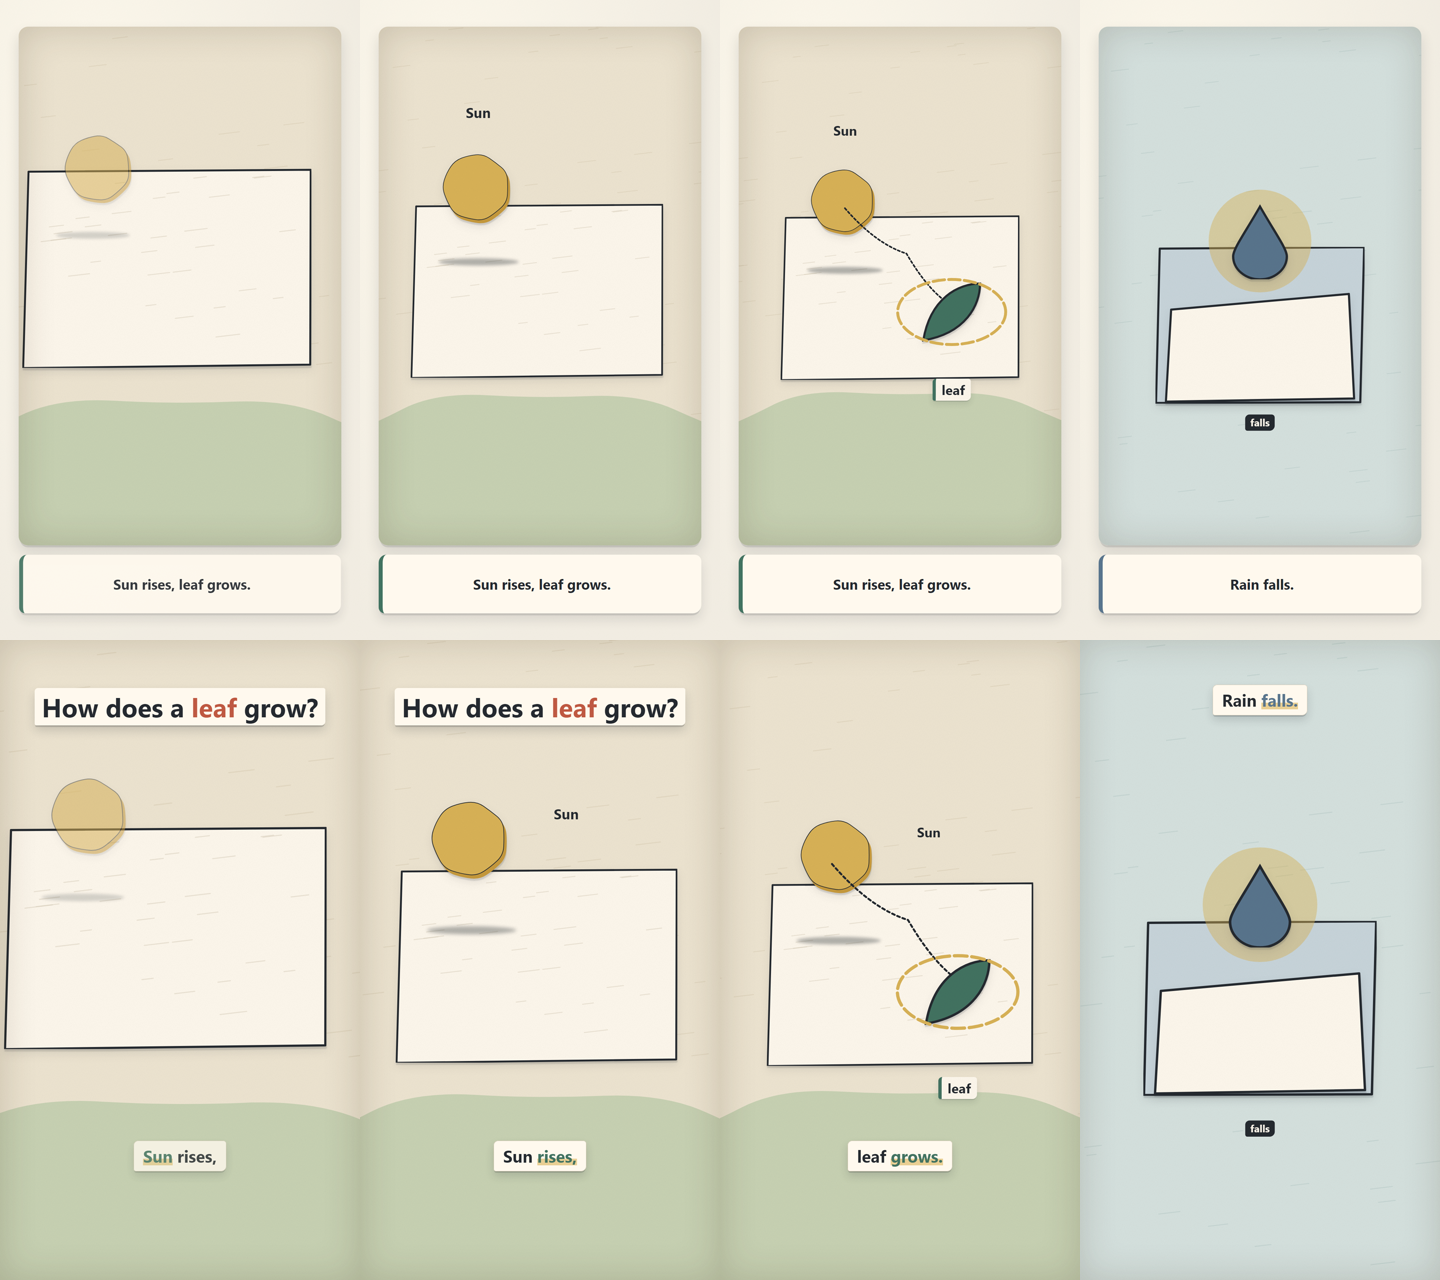 Sun rises, leaf grows.
Sun
Sun rises, leaf grows.
Sun
leaf
Sun rises, leaf grows.
falls
Rain falls.
How does a leaf grow?
Sun rises,
How does a leaf grow?
Sun
Sun rises,
Sun
leaf
leaf grows.
Rain falls.
falls